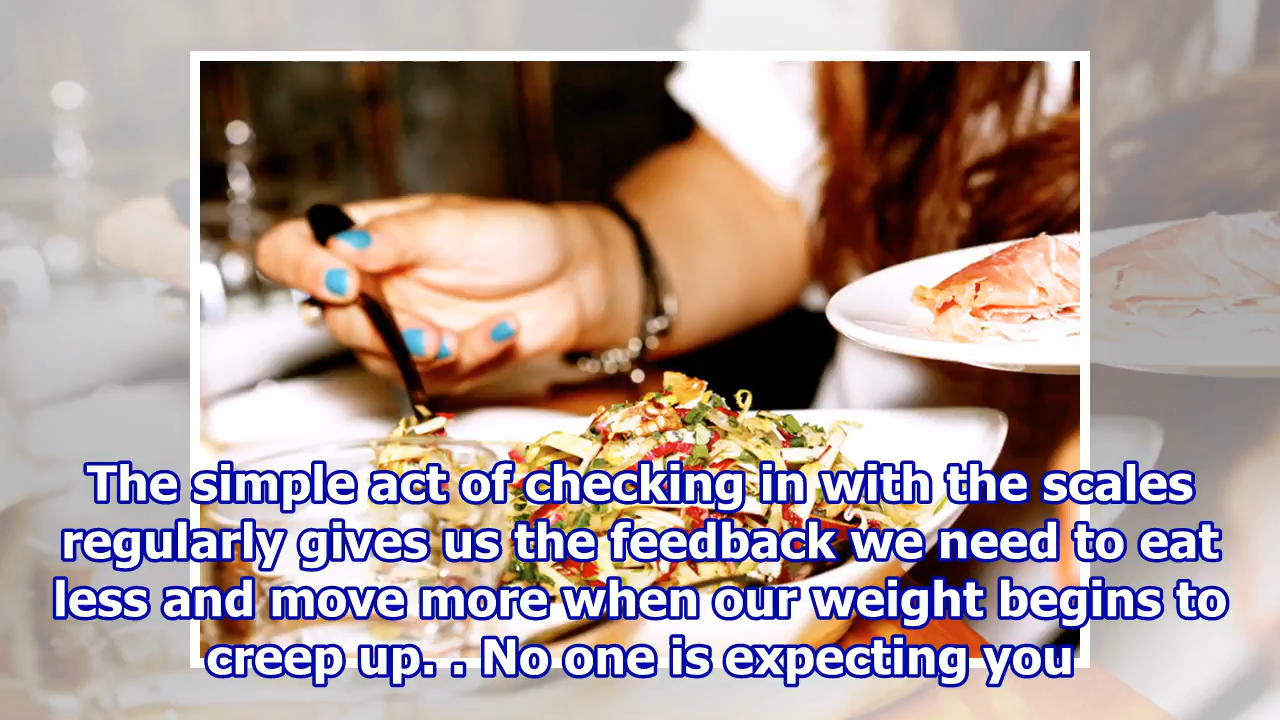 The simple act of checking in with the scales
regularly gives us the feedback we need to eat
less and move more when our weight begins to
creep up. . No one is expecting you